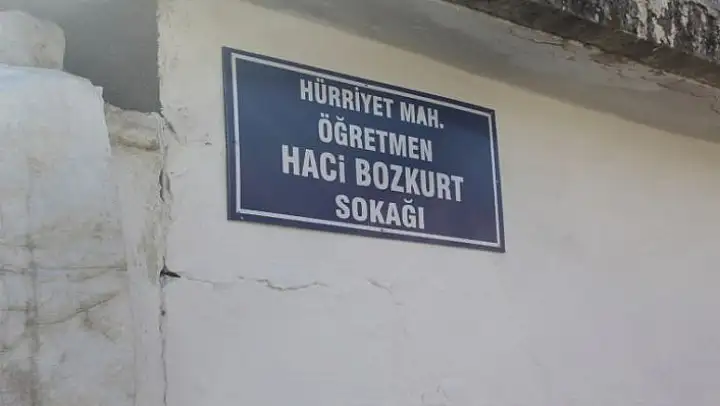 HÜRRİYET MAH.
ÖĞRETMEN
HACi BOZKURT
SOKAĞI